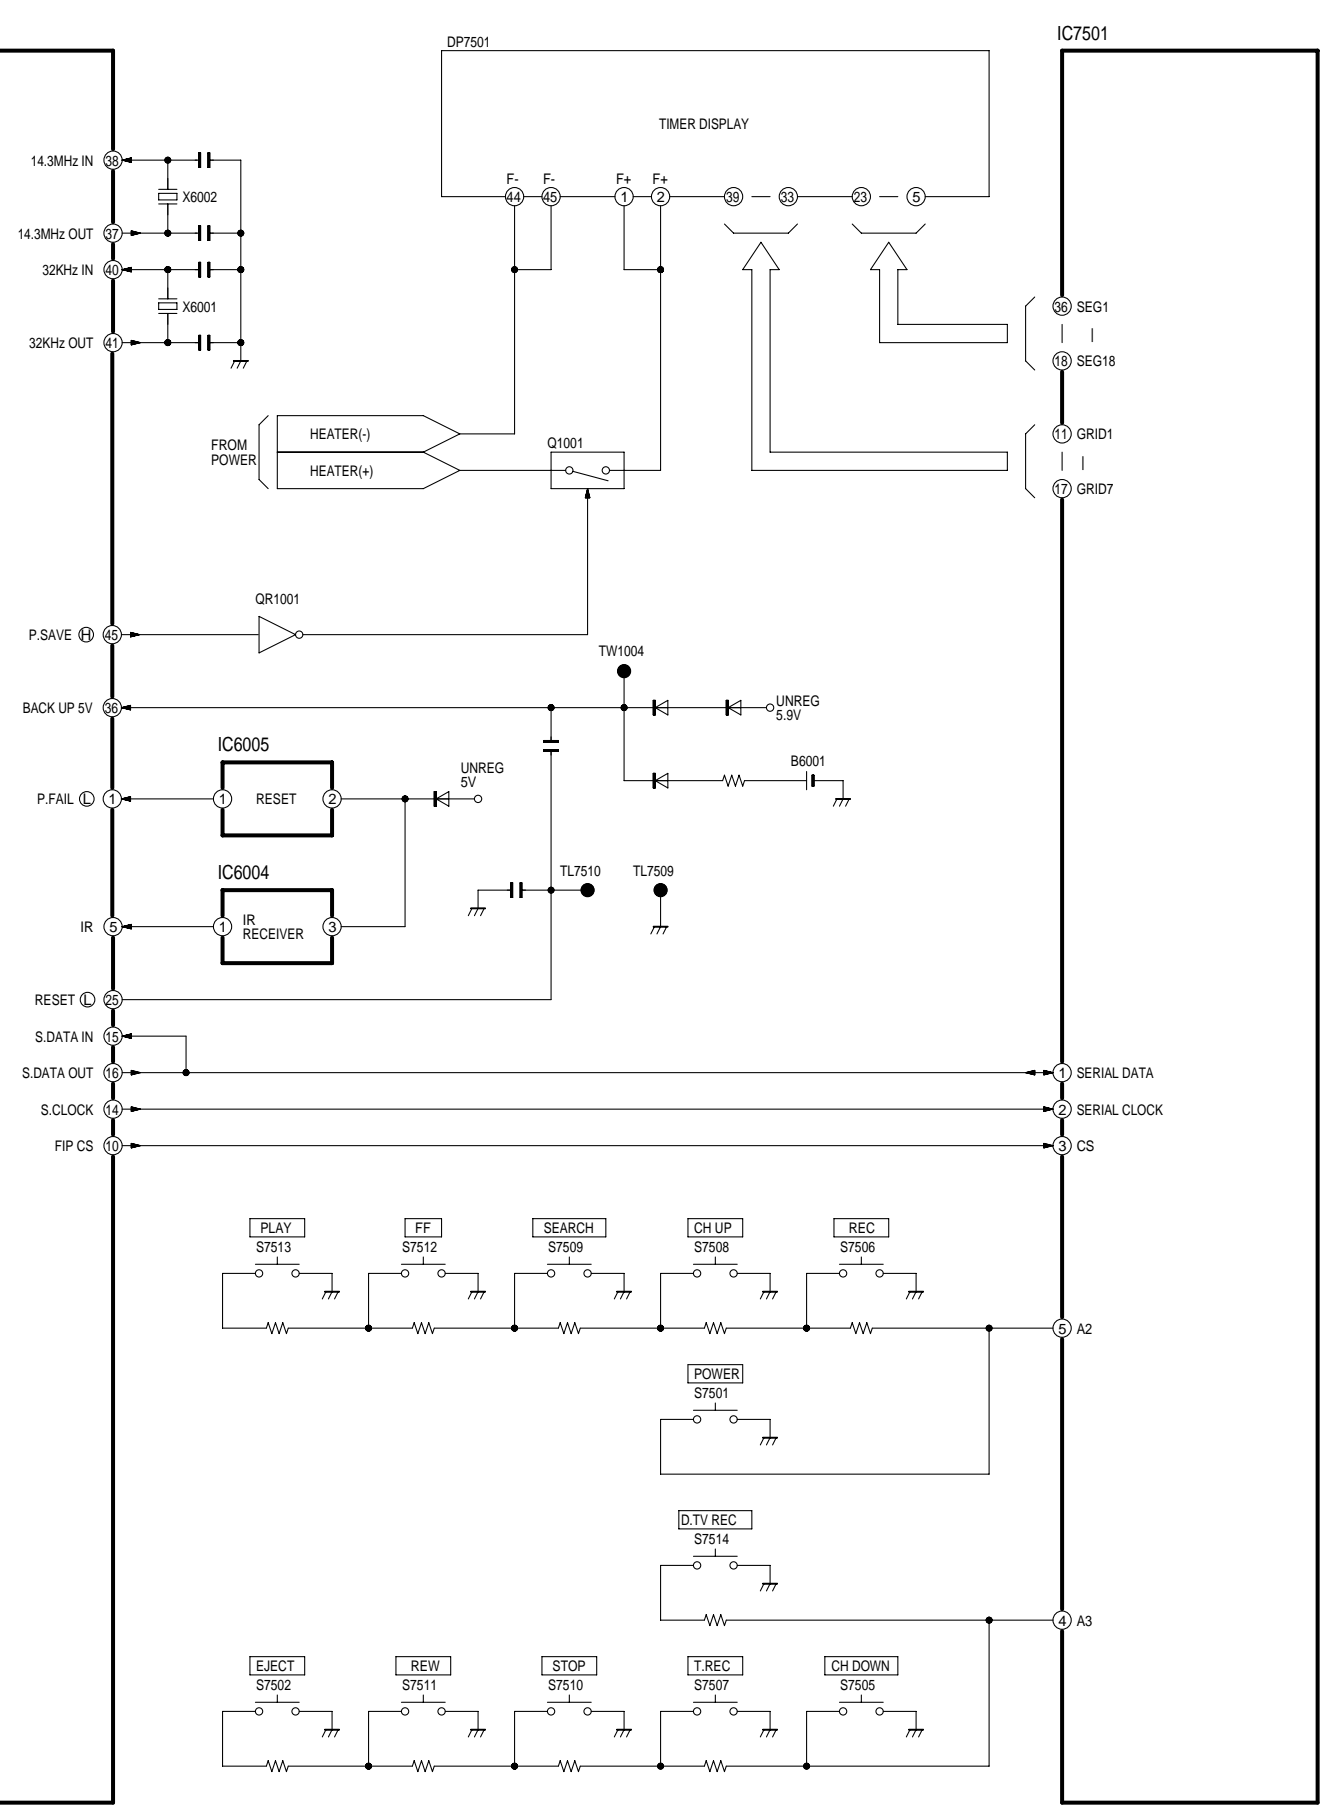 IC7501
DP7501
TIMER DISPLAY
F- F- F+ F+
44 45 1 2 39 — 33 23 — 5
14.3MHz IN 38
X6002
14.3MHz OUT 37
32KHz IN 40
X6001
32KHz OUT 41
36 SEG1
18 SEG18
11 GRID1
17 GRID7
FROM
POWER
HEATER(-)
HEATER(+)
Q1001
QR1001
P.SAVE H 45
TW1004
BACK UP 5V 36
UNREG
5.9V
B6001
IC6005
UNREG
5V
P.FAIL L 1
1 RESET 2
IC6004
TL7510 TL7509
IR 5
1 IR
RECEIVER 3
RESET L 25
S.DATA IN 15
S.DATA OUT 16
1 SERIAL DATA
S.CLOCK 14
2 SERIAL CLOCK
FIP CS 10
3 CS
PLAY FF SEARCH CH UP REC
S7513 S7512 S7509 S7508 S7506
5 A2
POWER
S7501
D.TV REC
S7514
4 A3
EJECT REW STOP T.REC CH DOWN
S7502 S7511 S7510 S7507 S7505